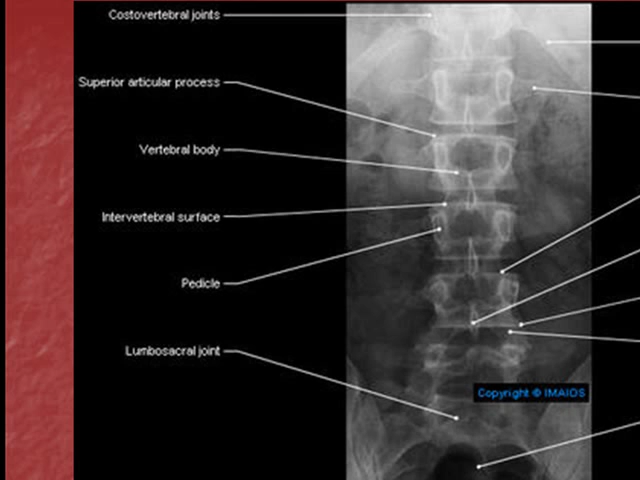 Costovertebral joints
Superior articular process
Vertebral body
Intervertebral surface
Pedicle
Lumbosacral joint
Copyright © IMAIOS